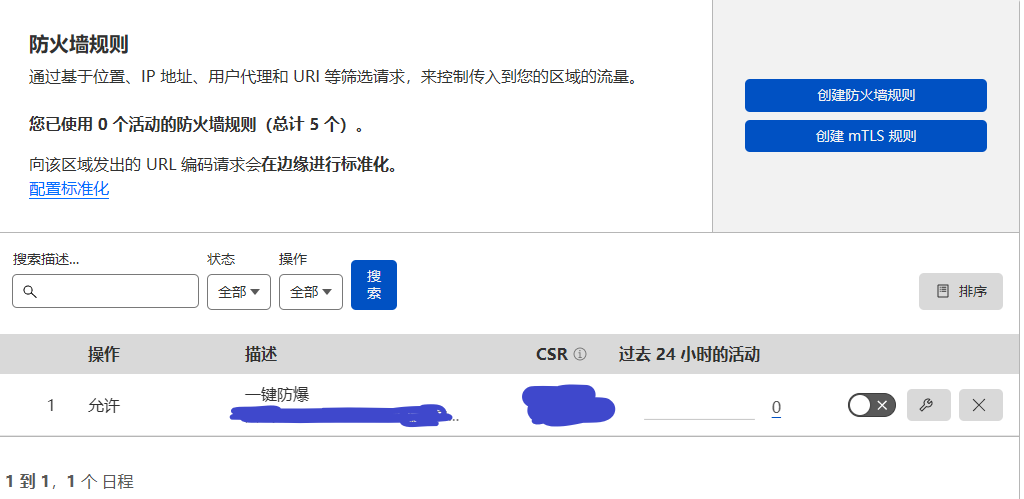 防火墙规则
通过基于位置、IP 地址、用户代理和 URI 等筛选请求，来控制传入到您的区域的流量。
您已使用 0 个活动的防火墙规则（总计 5 个）。
向该区域发出的 URL 编码请求会在边缘进行标准化。
配置标准化
创建防火墙规则
创建 mTLS 规则
搜索描述...
状态
操作
全部
全部
搜
索
排序
操作 描述 CSR 过去 24 小时的活动
1 允许 一键防爆 0
..
1 到 1，1 个 日程